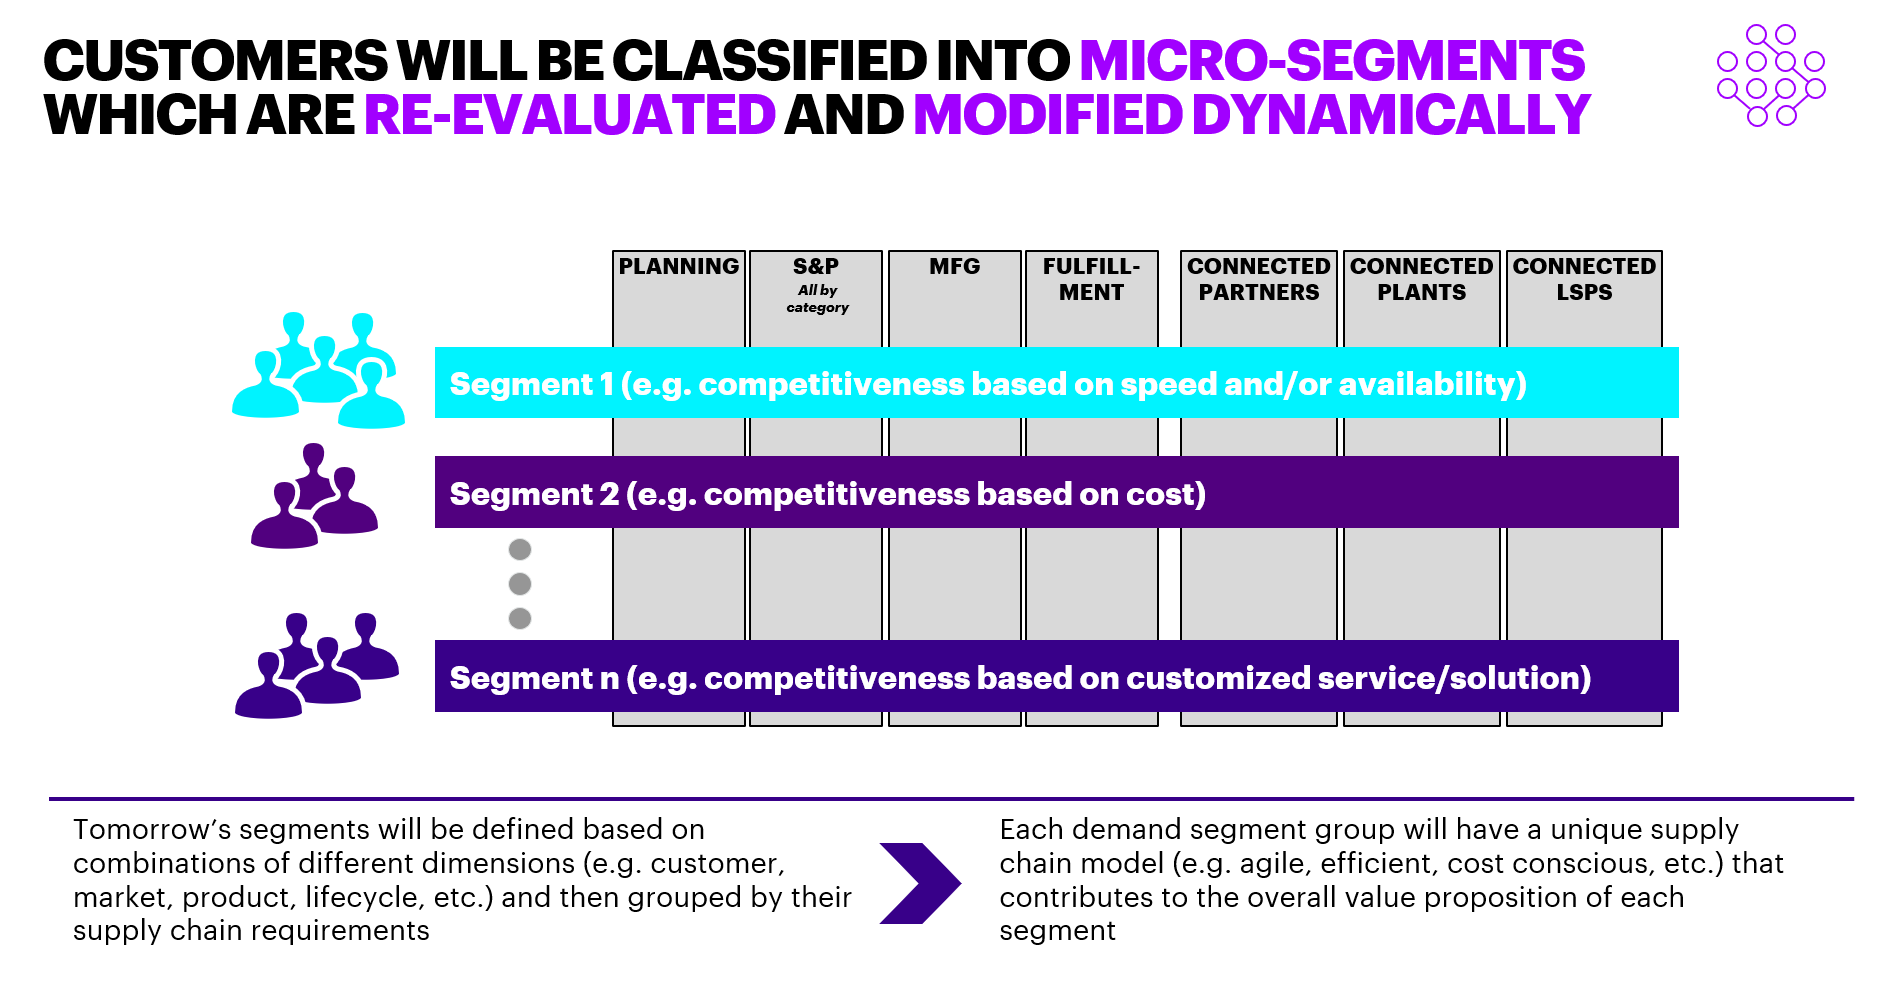 CUSTOMERS WILL BE CLASSIFIED INTO MICRO-SEGMENTS
WHICH ARE RE-EVALUATED AND MODIFIED DYNAMICALLY
PLANNING
S&P
All by
category
MFG
FULFILL-
MENT
CONNECTED
PARTNERS
CONNECTED
PLANTS
CONNECTED
LSPS
Segment 1 (e.g. competitiveness based on speed and/or availability)
Segment 2 (e.g. competitiveness based on cost)
Segment n (e.g. competitiveness based on customized service/solution)
Tomorrow’s segments will be defined based on
combinations of different dimensions (e.g. customer,
market, product, lifecycle, etc.) and then grouped by their
supply chain requirements
Each demand segment group will have a unique supply
chain model (e.g. agile, efficient, cost conscious, etc.) that
contributes to the overall value proposition of each
segment